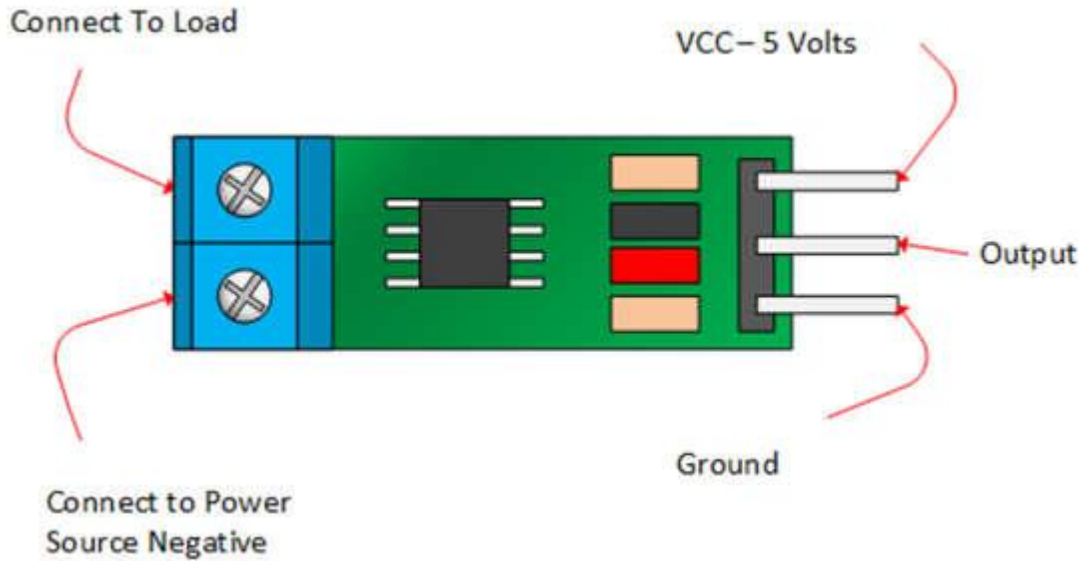 Connect To Load
VCC – 5 Volts
Output
Ground
Connect to Power
Source Negative